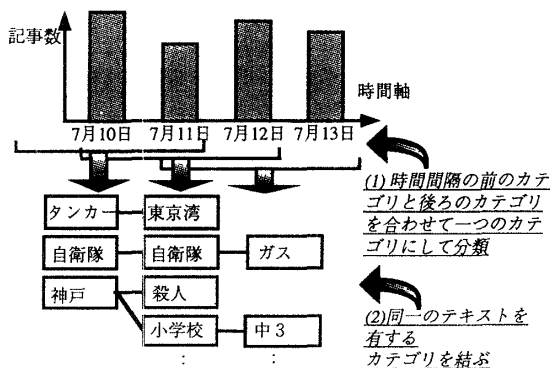 記事数
時間軸
7月10日 7月11日 7月12日 7月13日
(1) 時間間隔の前のカテ
ゴリと後ろのカテゴリ
を合わせて一つのカテ
ゴリにして分類
タンカー 東京湾
自衛隊 自衛隊 ガス
神戸 殺人
小学校 中3
: :
(2)同一のテキストを
有する
カテゴリを結ぶ